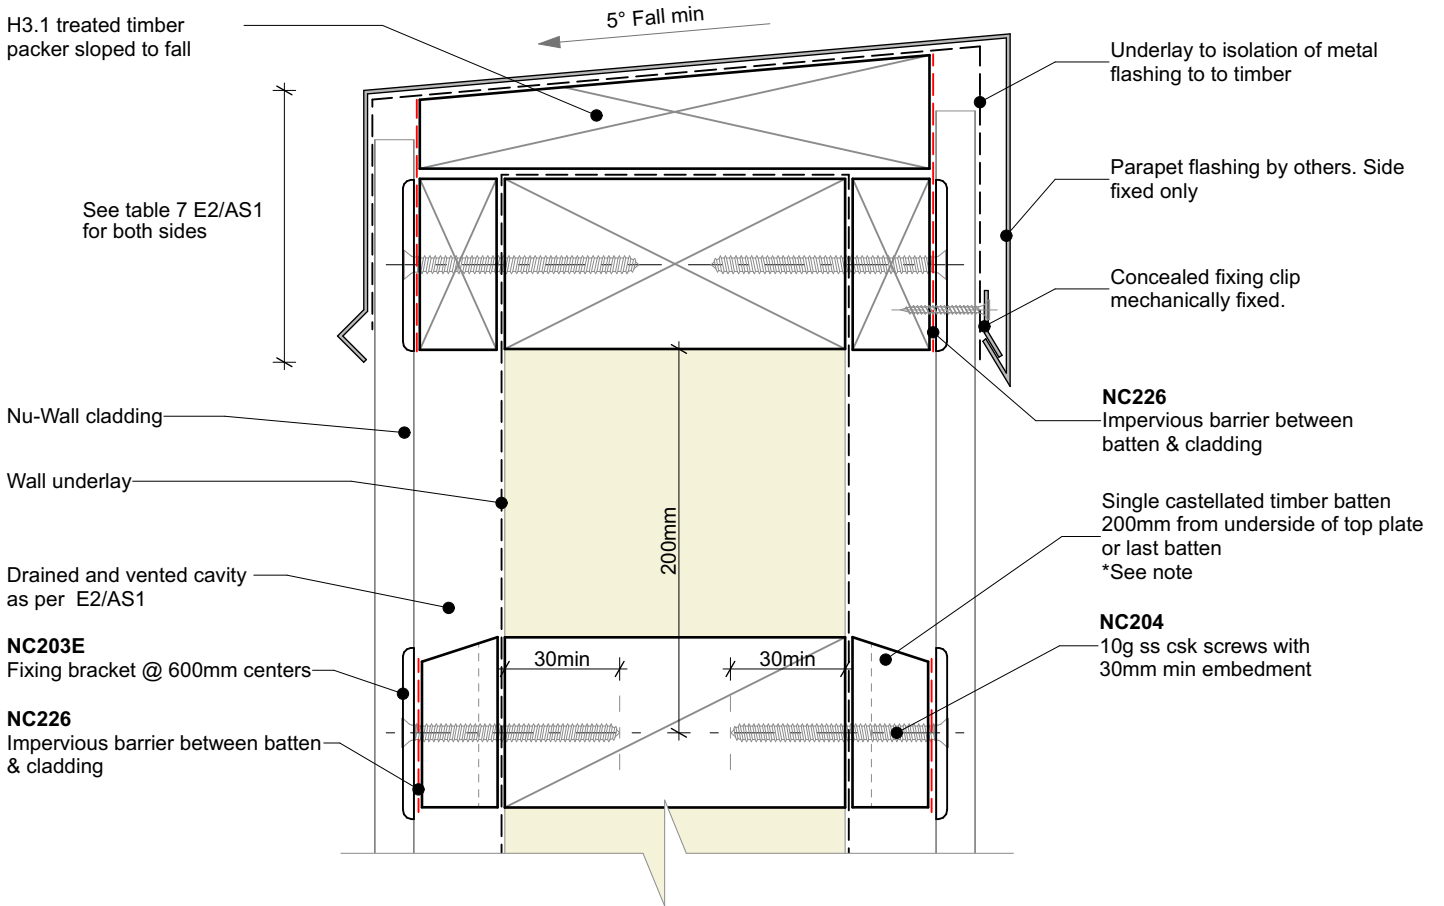 H3.1 treated timber
packer sloped to fall
5° Fall min
Underlay to isolation of metal
flashing to to timber
Parapet flashing by others. Side
fixed only
See table 7 E2/AS1
for both sides
Concealed fixing clip
mechanically fixed.
NC226
Impervious barrier between
batten & cladding
Nu-Wall cladding
Wall underlay
Single castellated timber batten
200mm from underside of top plate
or last batten
*See note
200mm
Drained and vented cavity
as per E2/AS1
NC203E
Fixing bracket @ 600mm centers
30min
30min
NC204
10g ss csk screws with
30mm min embedment
NC226
Impervious barrier between batten
& cladding